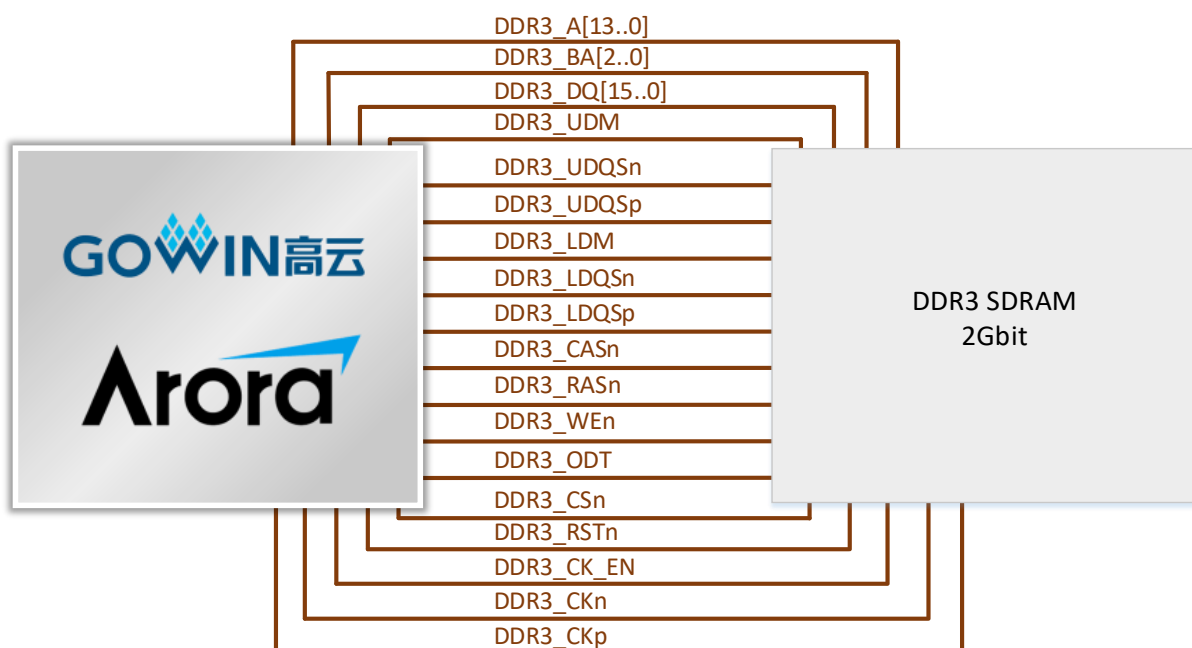 DDR3_A[13..0]
DDR3_BA[2..0]
DDR3_DQ[15..0]
DDR3_UDM
DDR3_UDQSn
DDR3_UDQSp
DDR3_LDM
DDR3_LDQSn
DDR3_LDQSp
DDR3_CASn
DDR3_RASn
DDR3_WEn
DDR3_ODT
DDR3_CSn
DDR3_RSTn
DDR3_CK_EN
DDR3_CKn
DDR3_CKp
GOWIN高云
Arora
DDR3 SDRAM
2Gbit